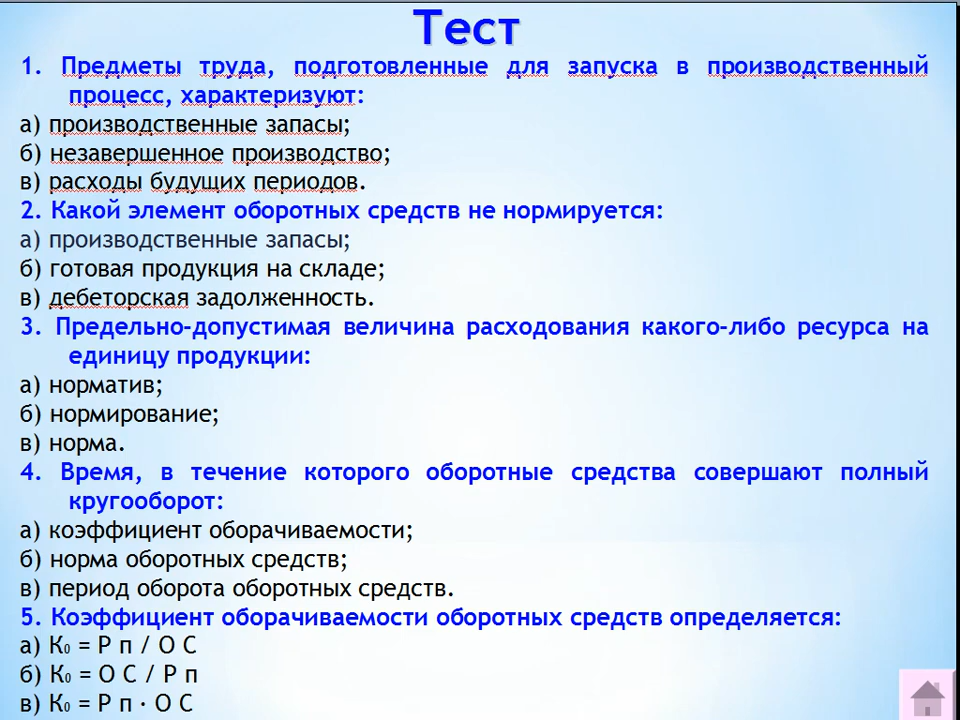 Тест
1. Предметы труда, подготовленные для запуска в производственный
процесс, характеризуют:
а) производственные запасы;
б) незавершенное производство;
в) расходы будущих периодов.
2. Какой элемент оборотных средств не нормируется:
а) производственные запасы;
б) готовая продукция на складе;
в) дебеторская задолженность.
3. Предельно-допустимая величина расходования какого-либо ресурса на
единицу продукции:
а) норматив;
б) нормирование;
в) норма.
4. Время, в течение которого оборотные средства совершают полный
кругооборот:
а) коэффициент оборачиваемости;
б) норма оборотных средств;
в) период оборота оборотных средств.
5. Коэффициент оборачиваемости оборотных средств определяется:
а) К₀ = Р п / О С
б) К₀ = О С / Р п
в) К₀ = Р п · О С